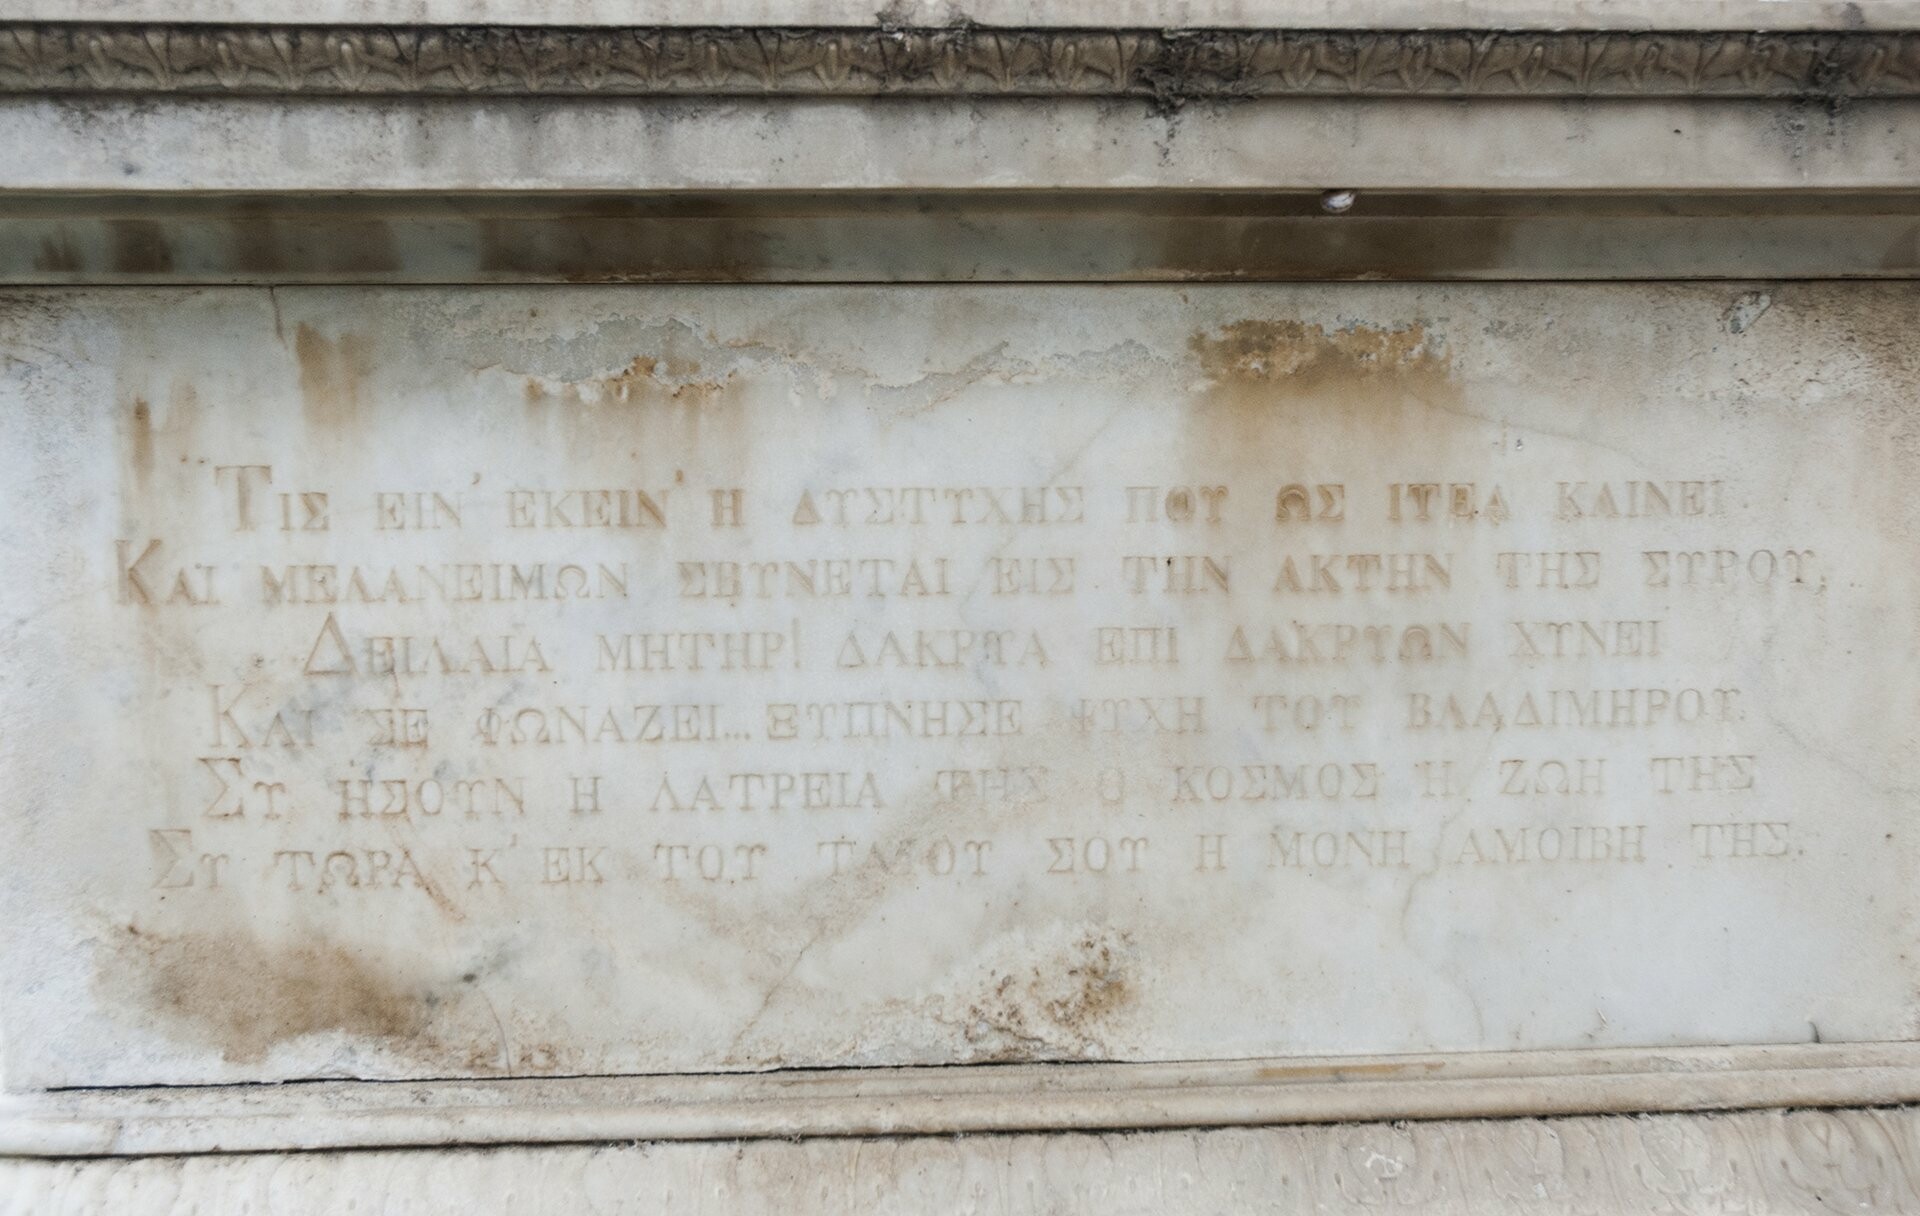 Τις ειν' εκειν' η δυστυχης που ως ιτεα κλινει
Και μελανειμων σβυνεται εις την ακτην της Συρου,
Δειλαια μητηρ! δακρυα επι δακρυων χυνει
Και σε φωναζει... ξυπνησε ψυχη του Βλαδιμηρου.
Συ ησουν η λατρεια της ο κοσμος η ζωη της
Συ τωρα κ' εκ του ταφου σου η μονη αμοιβη της.